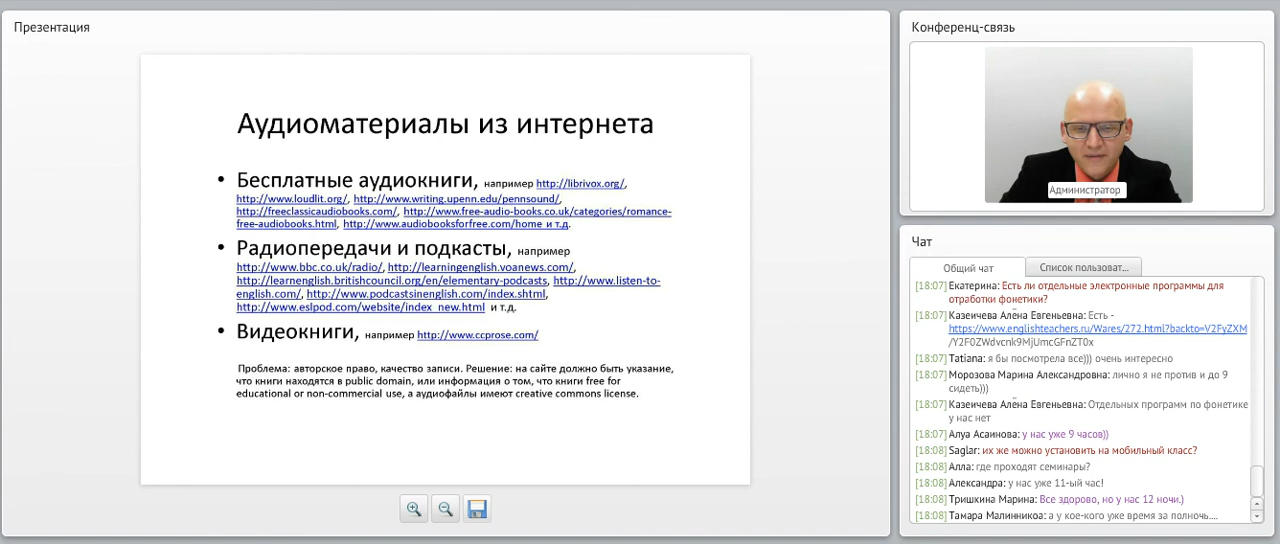 Презентация
Аудиоматериалы из интернета
• Бесплатные аудиокниги, например http://librivox.org/,
http://www.loudlit.org/, http://www.writing.upenn.edu/pennsound/,
http://freeclassicaudiobooks.com/, http://www.free-audio-books.co.uk/categories/romance-
free-audiobooks.html, http://www.audiobooksforfree.com/home и т.д.
• Радиопередачи и подкасты, например
http://www.bbc.co.uk/radio/, http://learningenglish.voanews.com/,
http://learnenglish.britishcouncil.org/en/elementary-podcasts, http://www.listen-to-
english.com/, http://www.podcastsinenglish.com/index.shtml,
http://www.eslpod.com/website/index_new.html и т.д.
• Видеокниги, например http://www.ccprose.com/
Проблема: авторское право, качество записи. Решение: на сайте должно быть указание,
что книги находятся в public domain, или информация о том, что книги free for
educational or non-commercial use, а аудиофайлы имеют creative commons license.
Конференц-связь
Администратор
Чат
Общий чат
Список пользоват...
[18:07] Екатерина: Есть ли отдельные электронные программы для
отработки фонетики?
[18:07] Казеичева Алёна Евгеньевна: Есть -
https://www.englishteachers.ru/Wares/272.html?backto=V2FyZXM
/Y2F0ZWdvcnk9MjUmcGFnZT0x
[18:07] Tatiana: я бы посмотрела все))) очень интересно
[18:07] Морозова Марина Александровна: лично я не против и до 9
сидеть)))
[18:07] Казеичева Алёна Евгеньевна: Отдельных программ по фонетике
у нас нет
[18:07] Алуа Асаинова: у нас уже 9 часов))
[18:08] Saglar: их же можно установить на мобильный класс?
[18:08] Алла: где проходят семинары?
[18:08] Александра: у нас уже 11-ый час!
[18:08] Тришкина Марина: Все здорово, но у нас 12 ночи.)
[18:08] Тамара Малинникоа: а у кое-кого уже время за полночь....